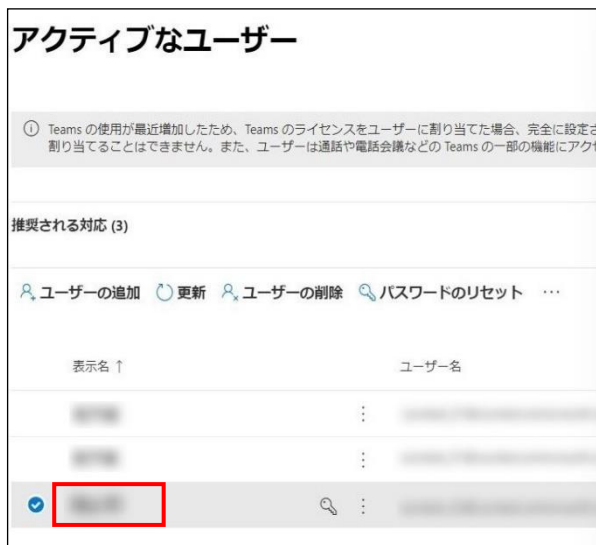 アクティブなユーザー
Teams の使用が最近増加したため、Teams のライセンスをユーザーに割り当てた場合、完全に設定さ
割り当てることはできません。また、ユーザーは通話や電話会議などの Teams の一部の機能にアクセ
推奨される対応 (3)
ユーザーの追加 更新 ユーザーの削除 パスワードのリセット ...
表示名 ↑ ユーザー名